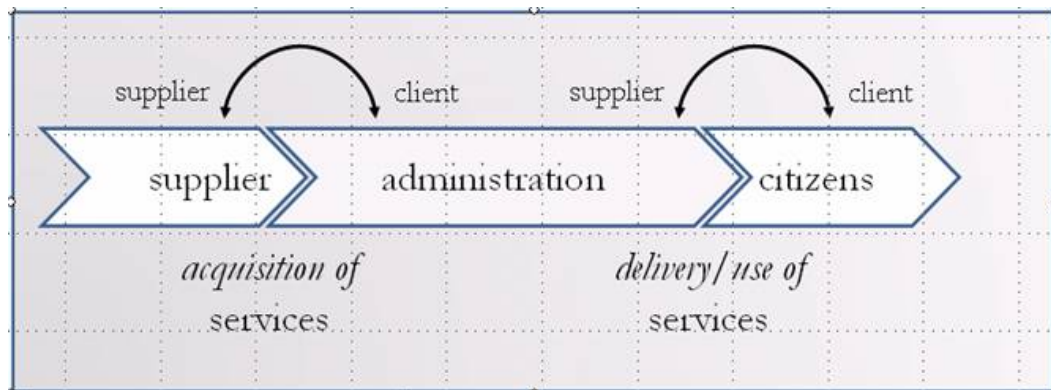 supplier client supplier client
supplier administration citizens
acquisition of delivery/use of
services services